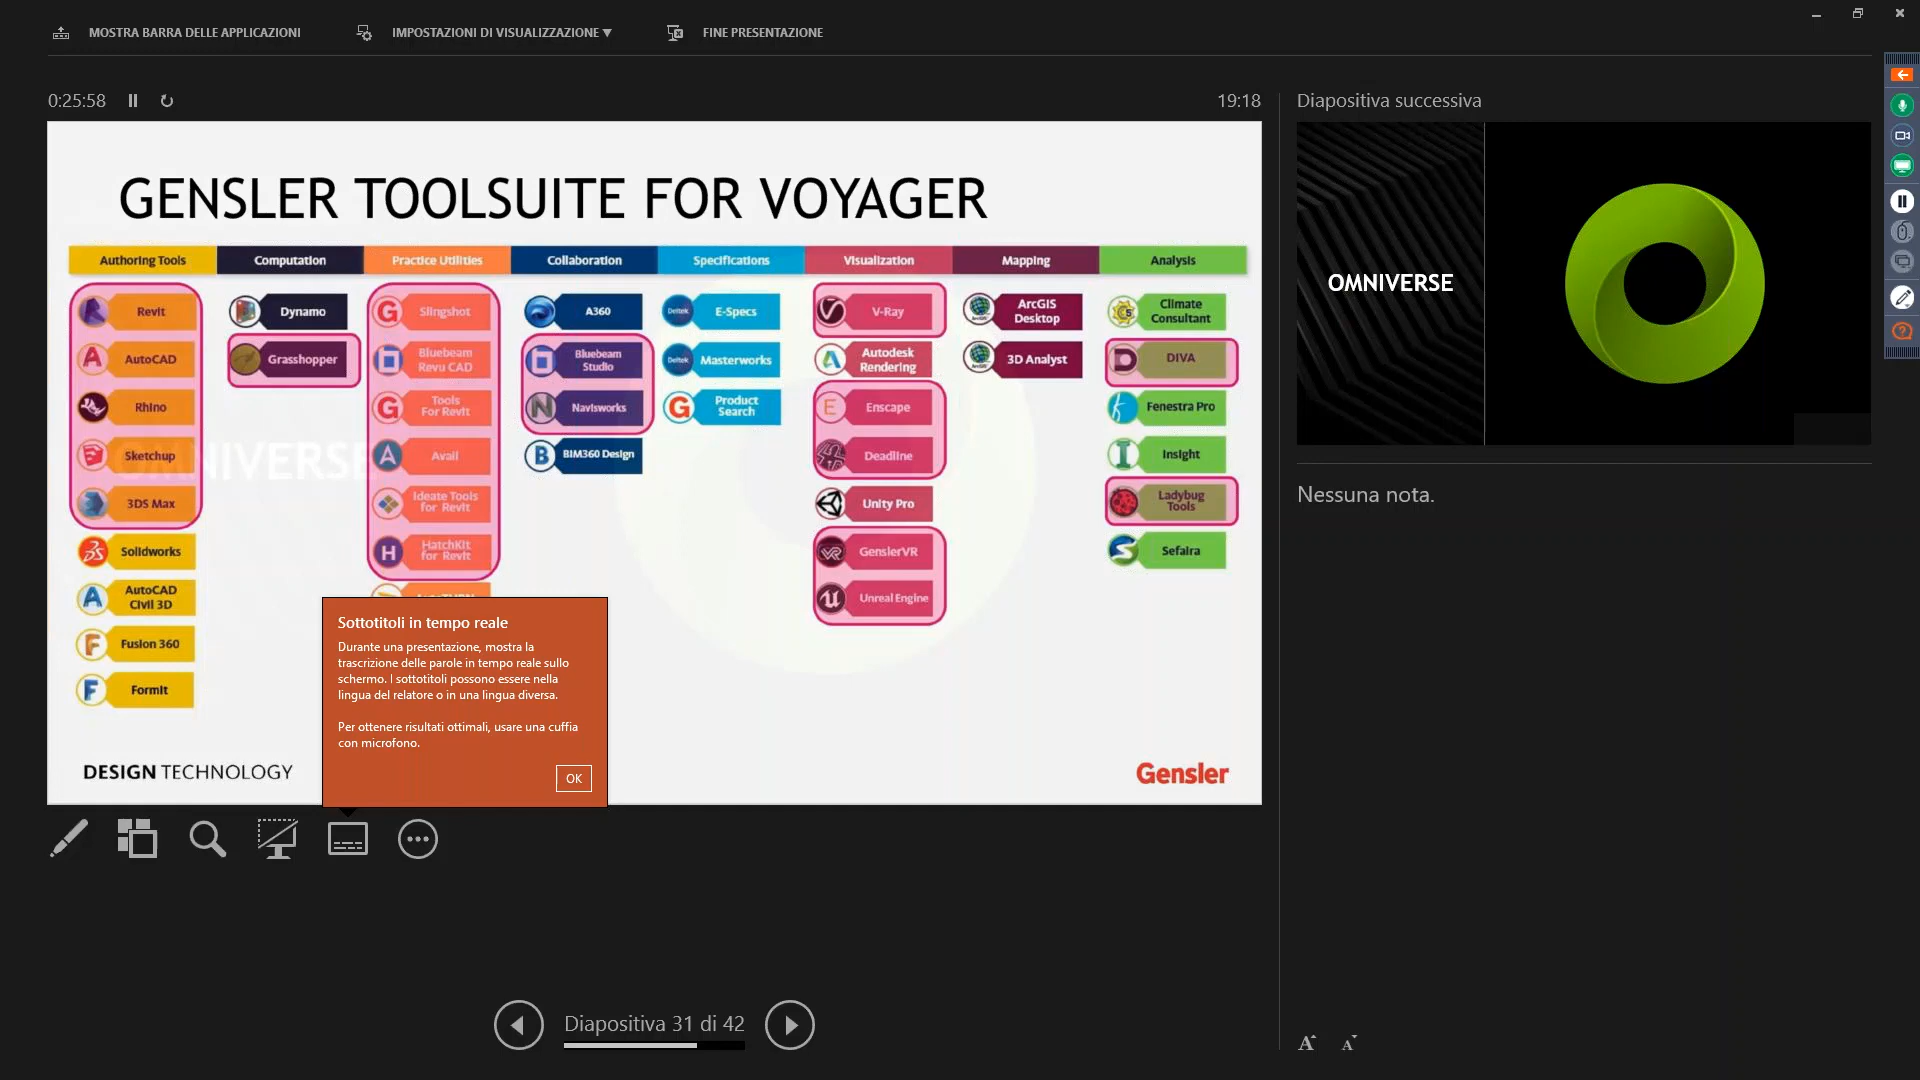 MOSTRA BARRA DELLE APPLICAZIONI
IMPOSTAZIONI DI VISUALIZZAZIONE ▼
FINE PRESENTAZIONE
0:25:58
19:18
Diapositiva successiva
GENSLER TOOLSUITE FOR VOYAGER
Authoring Tools
Computation
Practice Utilities
Collaboration
Specifications
Visualization
Mapping
Analysis
Revit
AutoCAD
Rhino
Sketchup
3DS Max
Solidworks
AutoCAD
Civil 3D
Fusion 360
FormIt
Dynamo
Grasshopper
Slingshot
Bluebeam
Revu CAD
Tools
For Revit
Avail
Ideate Tools
for Revit
HatchKit
for Revit
A360
Bluebeam
Studio
Navisworks
BIM360 Design
Deltek
E-Specs
Deltek
Masterworks
Product
Search
V-Ray
Autodesk
Rendering
Enscape
Deadline
Unity Pro
GenslerVR
Unreal Engine
ArcGIS
Desktop
3D Analyst
Climate
Consultant
DIVA
Fenestra Pro
Insight
Ladybug
Tools
Sefaira
OMNIVERSE
DESIGN TECHNOLOGY
Gensler
Sottotitoli in tempo reale
Durante una presentazione, mostra la
trascrizione delle parole in tempo reale sullo
schermo. I sottotitoli possono essere nella
lingua del relatore o in una lingua diversa.
Per ottenere risultati ottimali, usare una cuffia
con microfono.
OK
OMNIVERSE
Nessuna nota.
Diapositiva 31 di 42
A
A